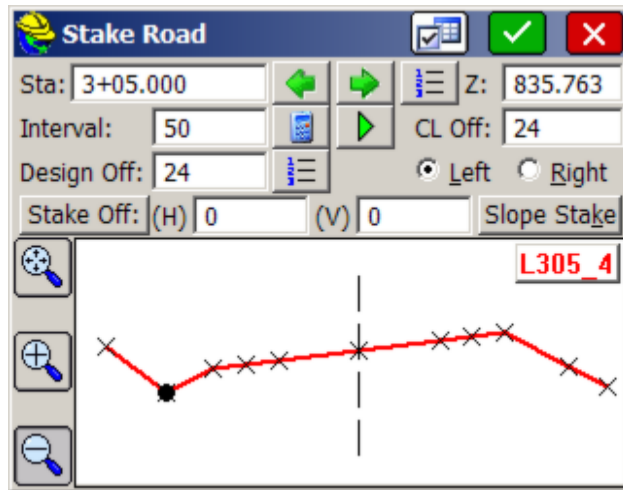 Stake Road
Sta: 3+05.000 Z: 835.763
Interval: 50 CL Off: 24
Design Off: 24 Left Right
Stake Off: (H) 0 (V) 0 Slope Stake
L305_4